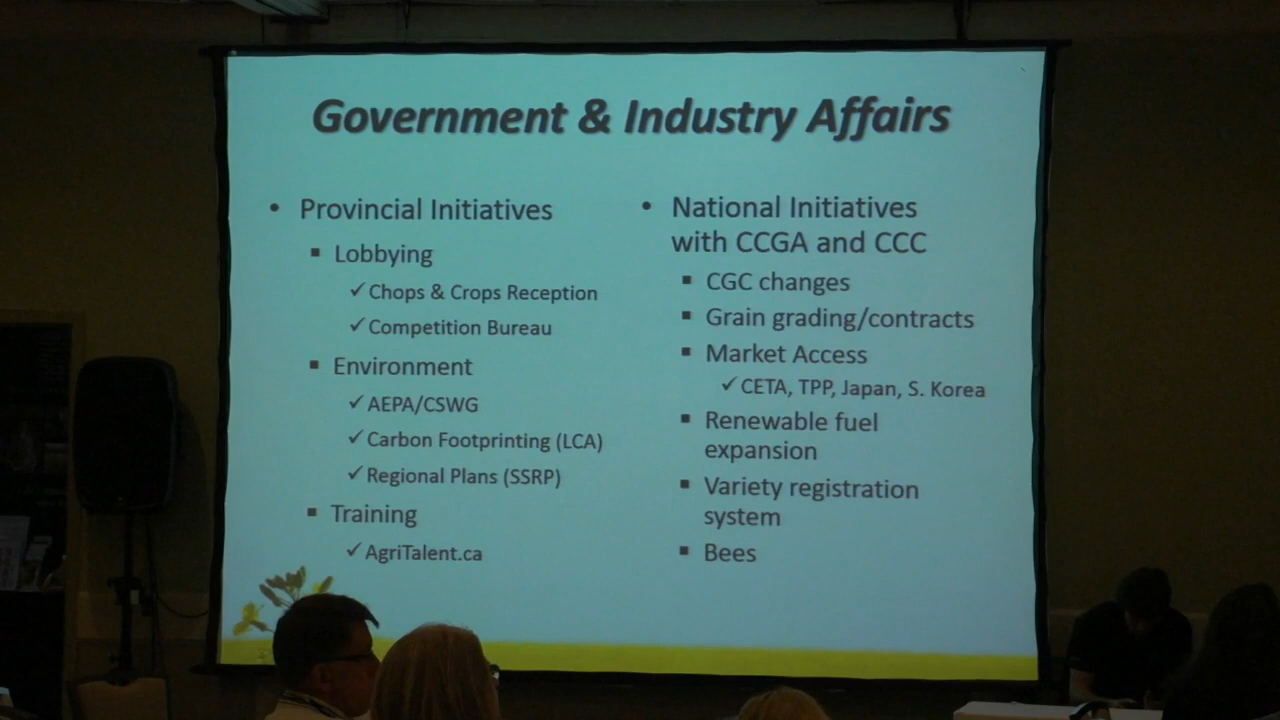 Government & Industry Affairs
• Provincial Initiatives
▪ Lobbying
✓ Chops & Crops Reception
✓ Competition Bureau
▪ Environment
✓ AEPA/CSWG
✓ Carbon Footprinting (LCA)
✓ Regional Plans (SSRP)
▪ Training
✓ AgriTalent.ca
• National Initiatives
with CCGA and CCC
▪ CGC changes
▪ Grain grading/contracts
▪ Market Access
✓ CETA, TPP, Japan, S. Korea
▪ Renewable fuel
expansion
▪ Variety registration
system
▪ Bees